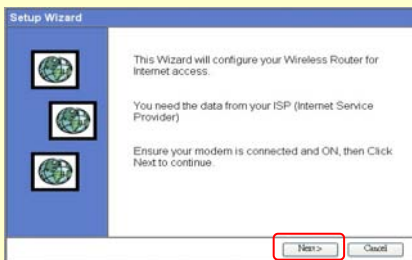 Setup Wizard
This Wizard will configure your Wireless Router for
Internet access.
You need the data from your ISP (Internet Service
Provider)
Ensure your modem is connected and ON, then Click
Next to continue.
Next >
Cancel